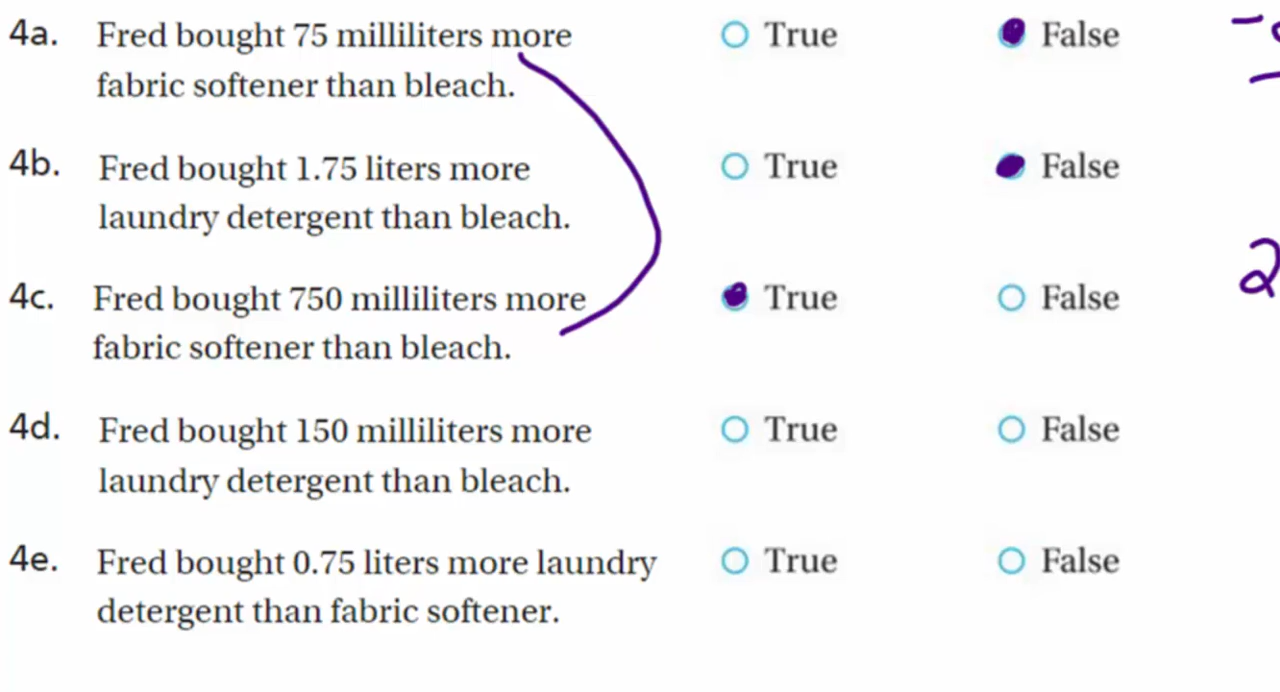 4a. Fred bought 75 milliliters more True False
fabric softener than bleach.
4b. Fred bought 1.75 liters more True False
laundry detergent than bleach.
4c. Fred bought 750 milliliters more True False 2
fabric softener than bleach.
4d. Fred bought 150 milliliters more True False
laundry detergent than bleach.
4e. Fred bought 0.75 liters more laundry True False
detergent than fabric softener.